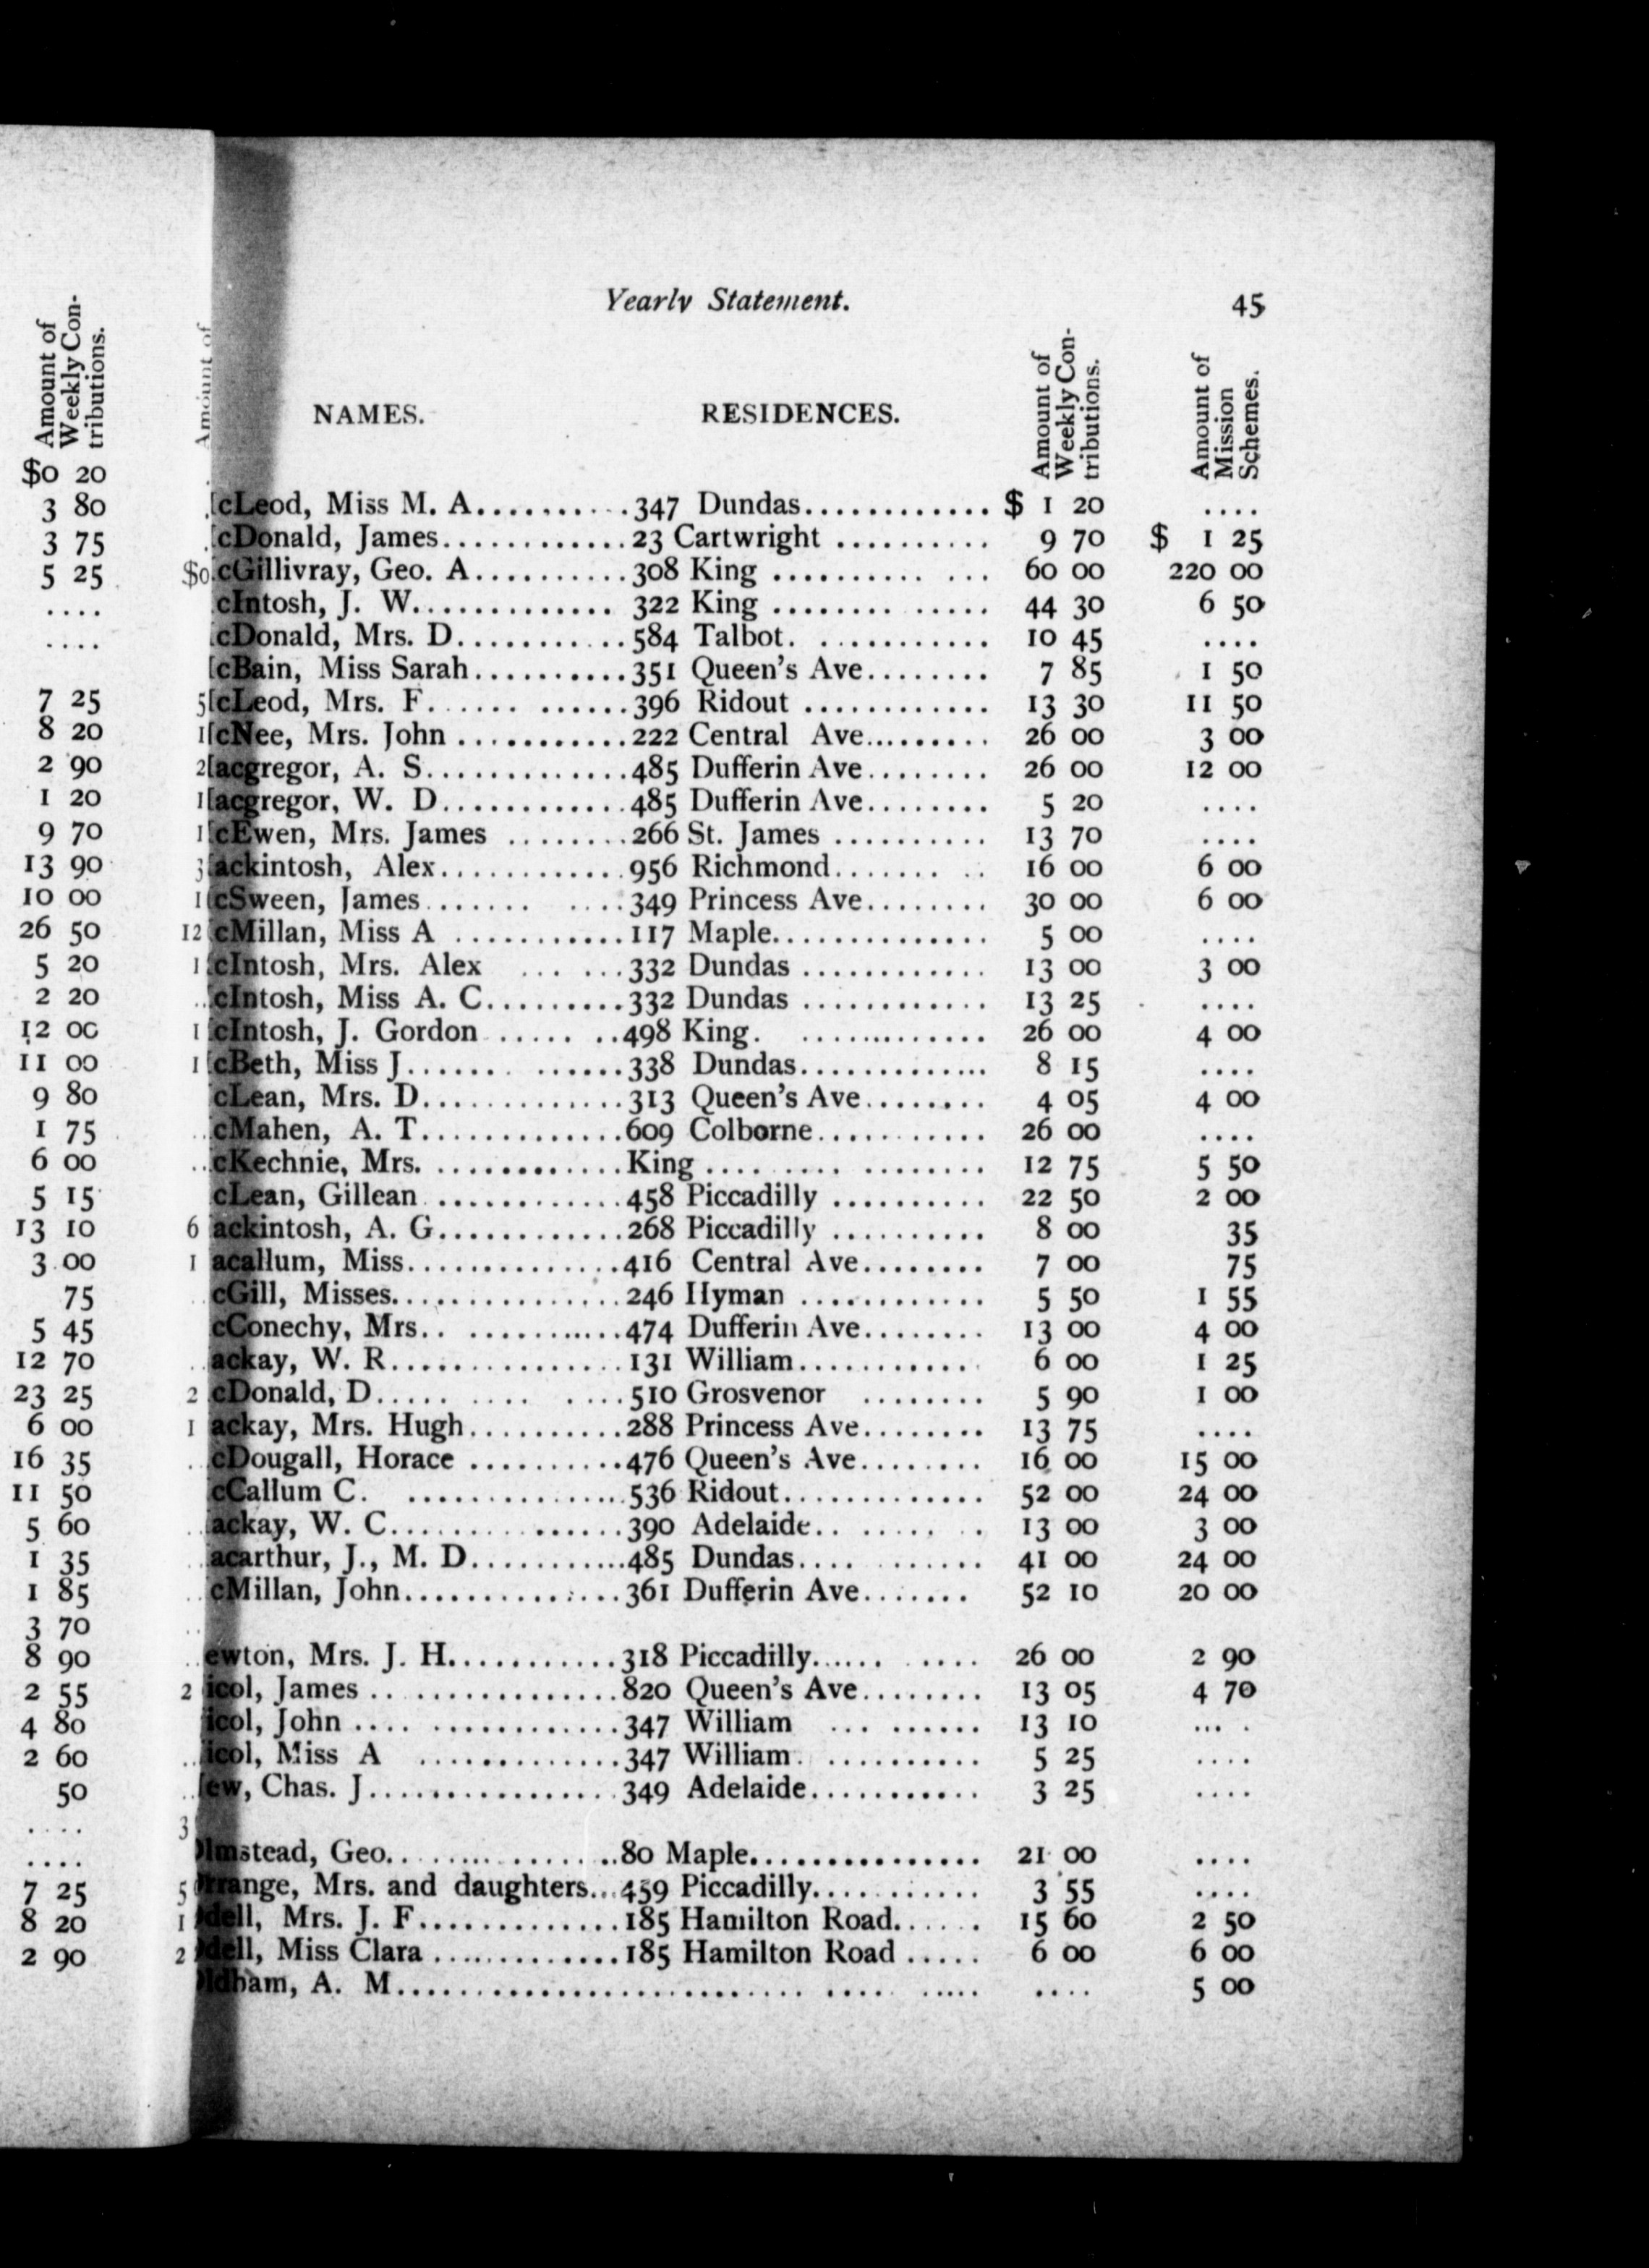 Amount of
Weekly Con-
tributions.
$0 20
3 80
3 75
5 25
....
....
7 25
8 20
2 90
1 20
9 70
13 90
10 00
26 50
5 20
2 20
12 00
11 00
9 80
1 75
6 00
5 15
13 10
3 00
75
5 45
12 70
23 25
6 00
16 35
11 50
5 60
1 35
1 85
3 70
8 90
2 55
4 80
2 60
50
....
....
7 25
8 20
2 90
Amount of
Yearly Statement. 45
NAMES. RESIDENCES. Amount of Weekly Con-tributions. Amount of Mission Schemes.
cLeod, Miss M. A..........347 Dundas............ $ 1 20 ....
cDonald, James............23 Cartwright .......... 9 70 $ 1 25
cGillivray, Geo. A..........308 King .......... ... 60 00 220 00
cIntosh, J. W............. 322 King .............. 44 30 6 50
cDonald, Mrs. D...........584 Talbot. ............ 10 45 ....
cBain, Miss Sarah..........351 Queen's Ave........ 7 85 1 50
cLeod, Mrs. F...... ......396 Ridout ............ 13 30 11 50
cNee, Mrs. John ...........222 Central Ave......... 26 00 3 00
acgregor, A. S.............485 Dufferin Ave........ 26 00 12 00
acgregor, W. D............485 Dufferin Ave........ 5 20 ....
cEwen, Mrs. James ........266 St. James .......... 13 70 ....
ackintosh, Alex............956 Richmond....... .. 16 00 6 00
cSween, James....... ....349 Princess Ave........ 30 00 6 00
cMillan, Miss A ...........117 Maple.............. 5 00 ....
cIntosh, Mrs. Alex ... ...332 Dundas ............ 13 00 3 00
cIntosh, Miss A. C.........332 Dundas ............ 13 25 ....
cIntosh, J. Gordon ..... ..498 King. ............ 26 00 4 00
cBeth, Miss J....... ......338 Dundas............. 8 15 ....
cLean, Mrs. D.............313 Queen's Ave........ 4 05 4 00
cMahen, A. T.............609 Colborne........... 26 00 ....
cKechnie, Mrs. ............King .... ..... ........ 12 75 5 50
cLean, Gillean ............458 Piccadilly .......... 22 50 2 00
ackintosh, A. G............268 Piccadilly .......... 8 00 35
acallum, Miss..............416 Central Ave........ 7 00 75
cGill, Misses...............246 Hyman ............ 5 50 1 55
cConechy, Mrs.. ..........474 Dufferin Ave........ 13 00 4 00
ackay, W. R...............131 William............ 6 00 1 25
cDonald, D..... .... ....510 Grosvenor ........ 5 90 1 00
ackay, Mrs. Hugh..........288 Princess Ave........ 13 75 ....
cDougall, Horace ..........476 Queen's Ave........ 16 00 15 00
cCallum C. ..............536 Ridout............. 52 00 24 00
ackay, W. C...............390 Adelaide.. ...... . 13 00 3 00
acarthur, J., M. D...........485 Dundas.... ....... 41 00 24 00
cMillan, John..............361 Dufferin Ave....... 52 10 20 00
ewton, Mrs. J. H...........318 Piccadilly...... .... 26 00 2 90
icol, James ................820 Queen's Ave........ 13 05 4 70
icol, John .... ............347 William ... ...... 13 10 ... .
icol, Miss A .............347 William. .......... 5 25 ....
ew, Chas. J................349 Adelaide........... 3 25 ....
lmstead, Geo...............80 Maple............... 21 00 ....
range, Mrs. and daughters...459 Piccadilly........... 3 55 ....
dell, Mrs. J. F.............185 Hamilton Road...... 15 60 2 50
dell, Miss Clara .............185 Hamilton Road ..... 6 00 6 00
ldham, A. M.......................... .... ..... .... 5 00